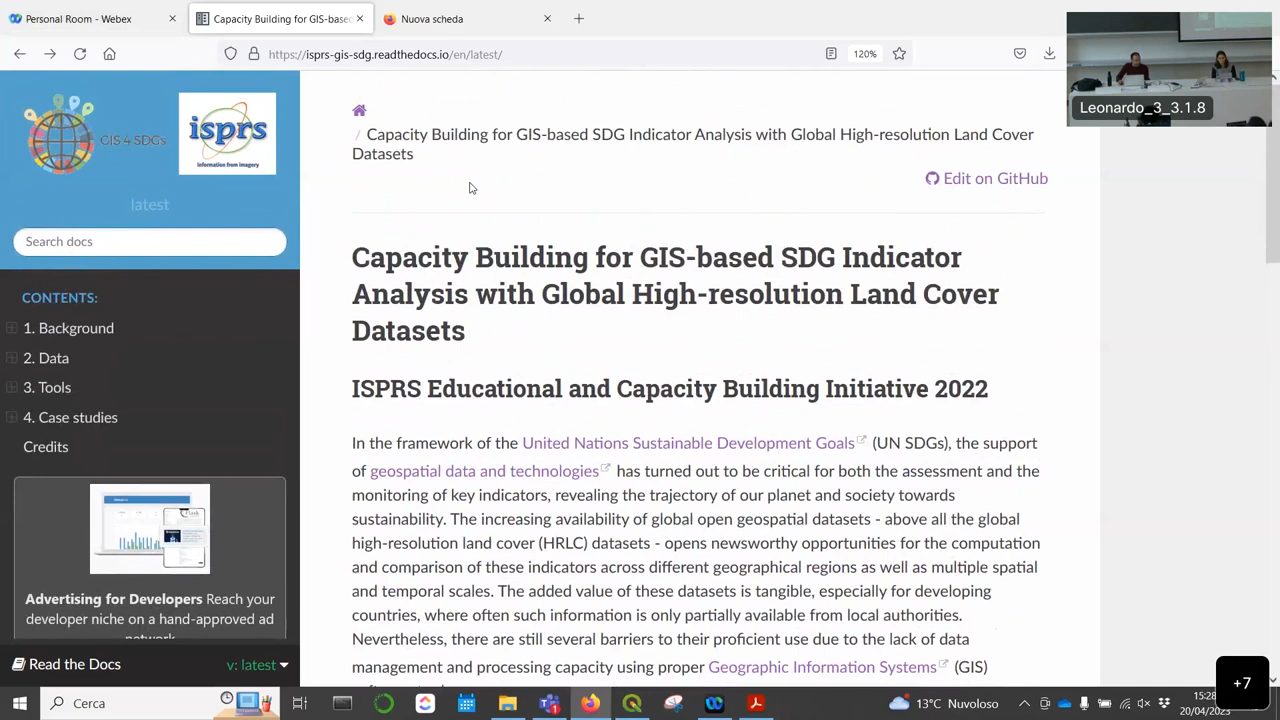 Personal Room - Webex
Capacity Building for GIS-based
Nuova scheda
https://isprs-gis-sdg.readthedocs.io/en/latest/
120%
Leonardo_3_3.1.8
GIS 4 SDGs
isprs
Information from imagery
latest
Search docs
CONTENTS:
1. Background
2. Data
3. Tools
4. Case studies
Credits
Advertising for Developers Reach your
developer niche on a hand-approved ad
Read the Docs
v: latest
/ Capacity Building for GIS-based SDG Indicator Analysis with Global High-resolution Land Cover
Datasets
Edit on GitHub
Capacity Building for GIS-based SDG Indicator
Analysis with Global High-resolution Land Cover
Datasets
ISPRS Educational and Capacity Building Initiative 2022
In the framework of the United Nations Sustainable Development Goals (UN SDGs), the support
of geospatial data and technologies has turned out to be critical for both the assessment and the
monitoring of key indicators, revealing the trajectory of our planet and society towards
sustainability. The increasing availability of global open geospatial datasets - above all the global
high-resolution land cover (HRLC) datasets - opens newsworthy opportunities for the computation
and comparison of these indicators across different geographical regions as well as multiple spatial
and temporal scales. The added value of these datasets is tangible, especially for developing
countries, where often such information is only partially available from local authorities.
Nevertheless, there are still several barriers to their proficient use due to the lack of data
management and processing capacity using proper Geographic Information Systems (GIS)
+7
Cerca
13°C Nuvoloso
15:28
20/04/2023